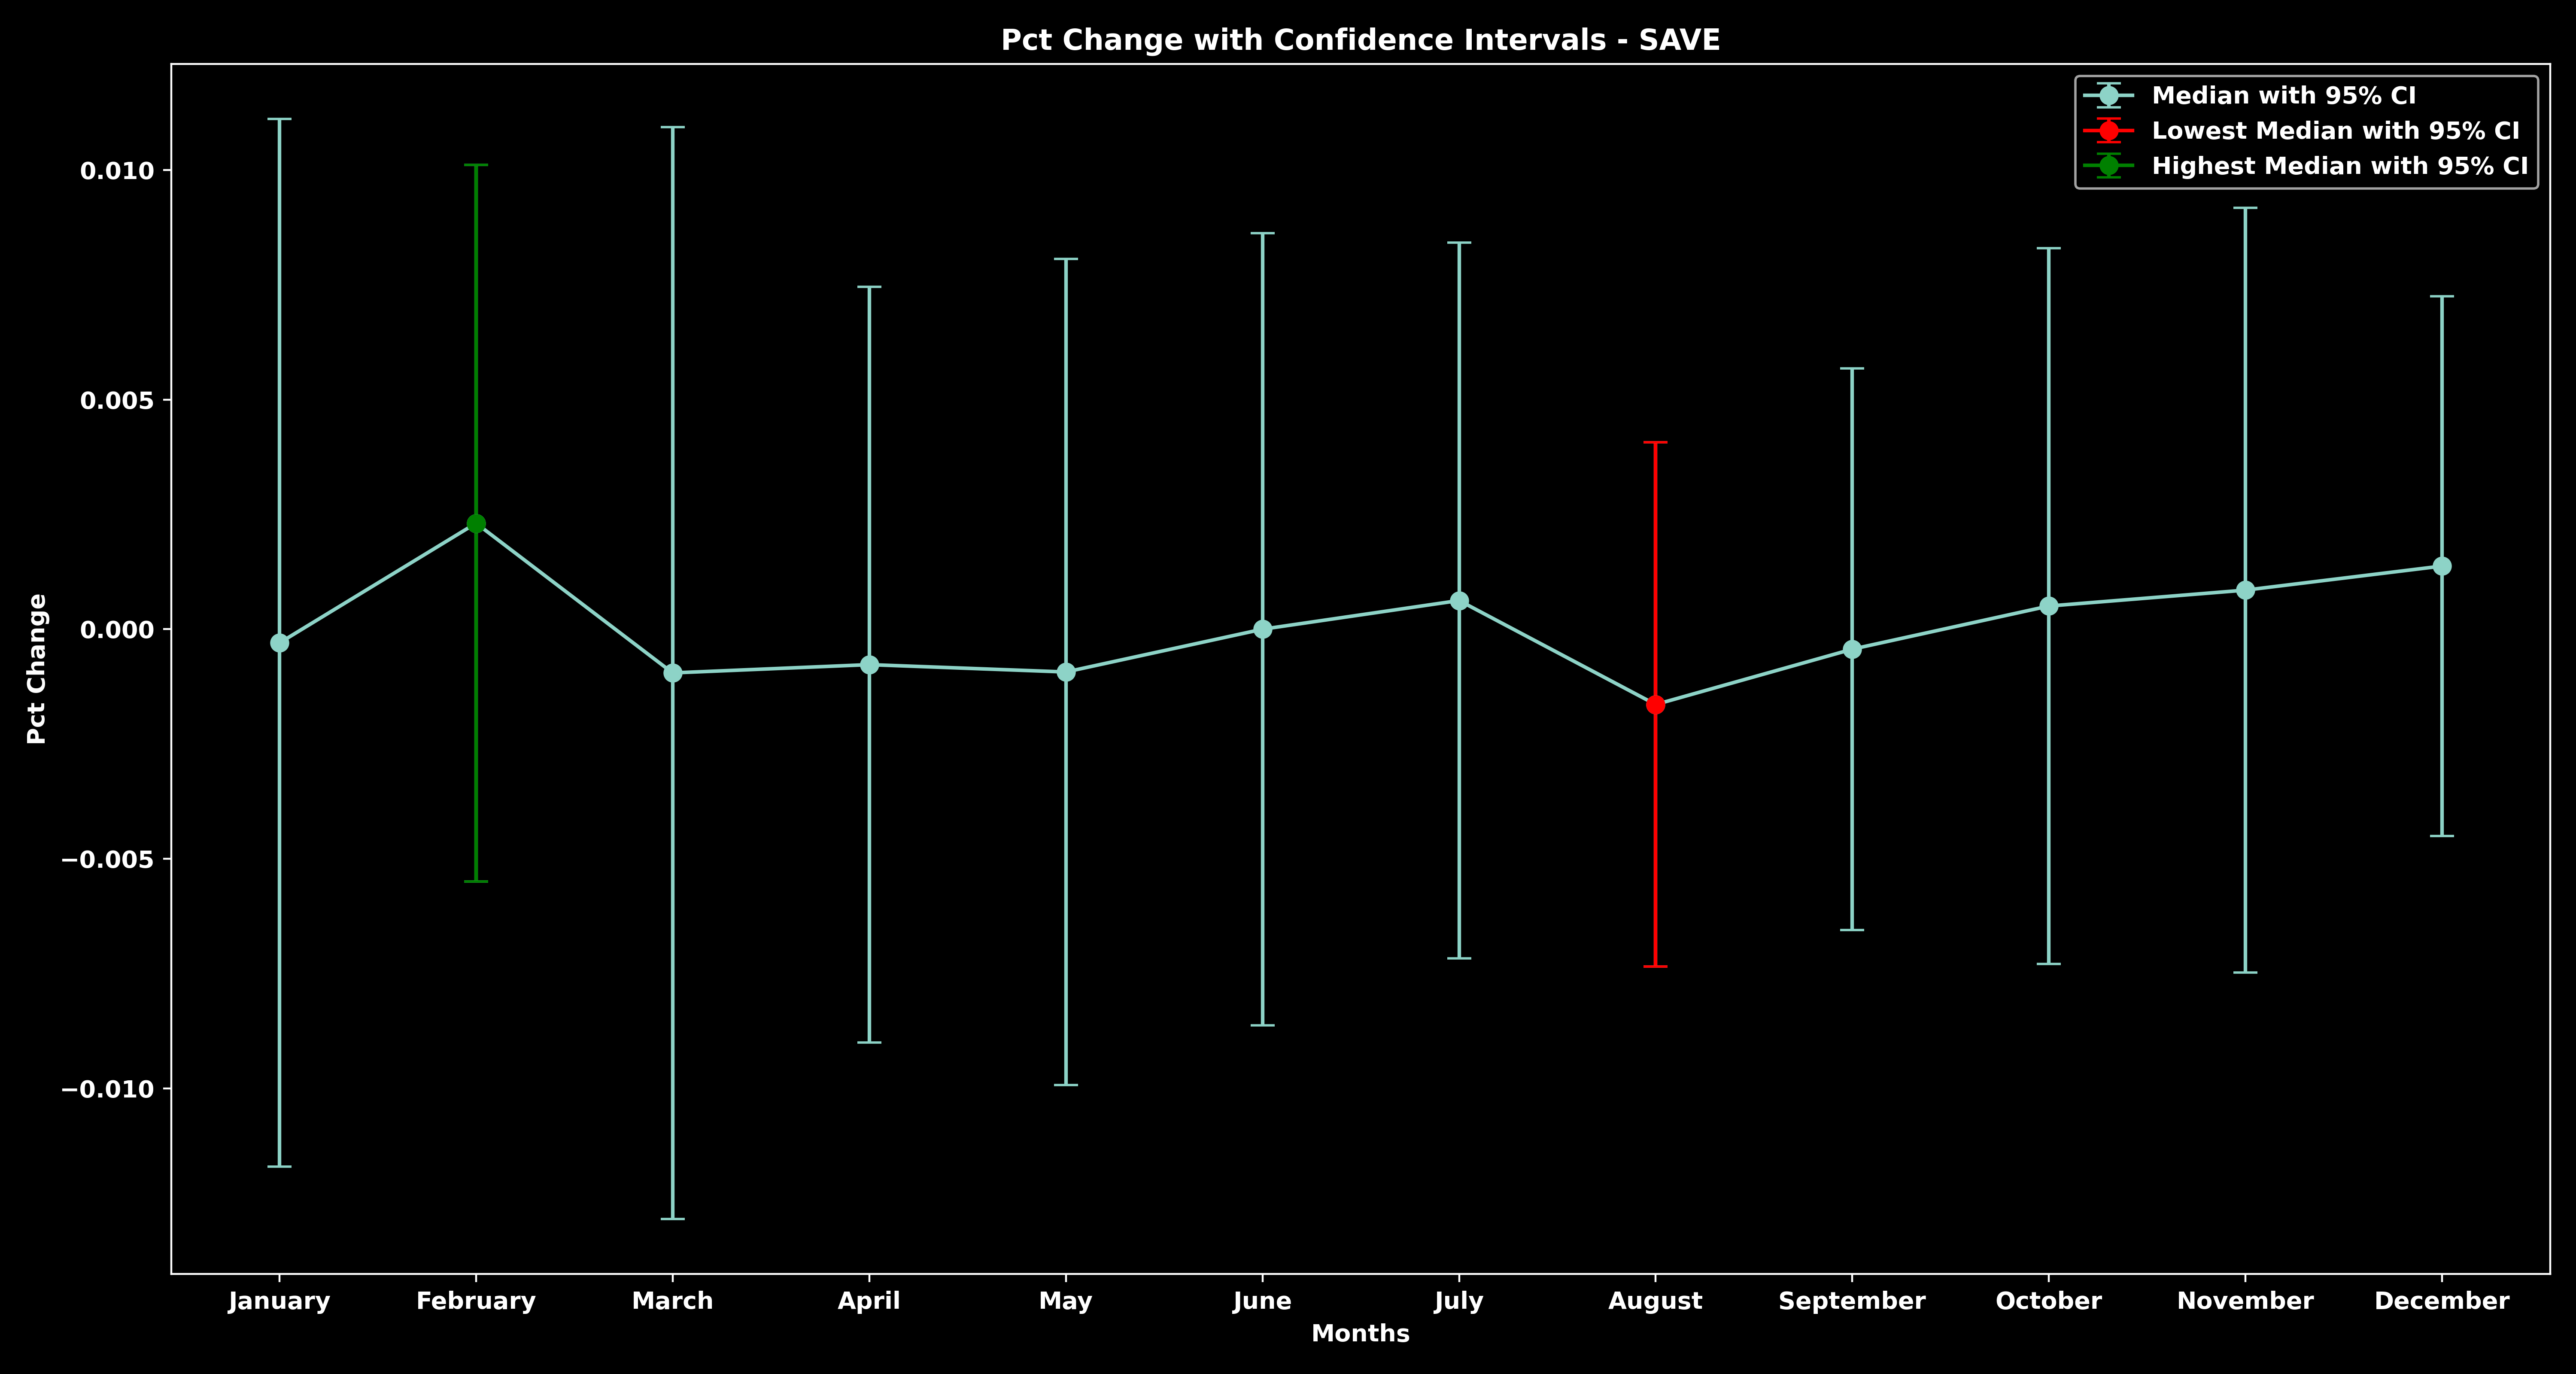 Pct Change with Confidence Intervals - SAVE
Median with 95% CI
Lowest Median with 95% CI
Highest Median with 95% CI
0.010
0.005
0.000
−0.005
−0.010
Pct Change
January February March April May June July August September October November December
Months